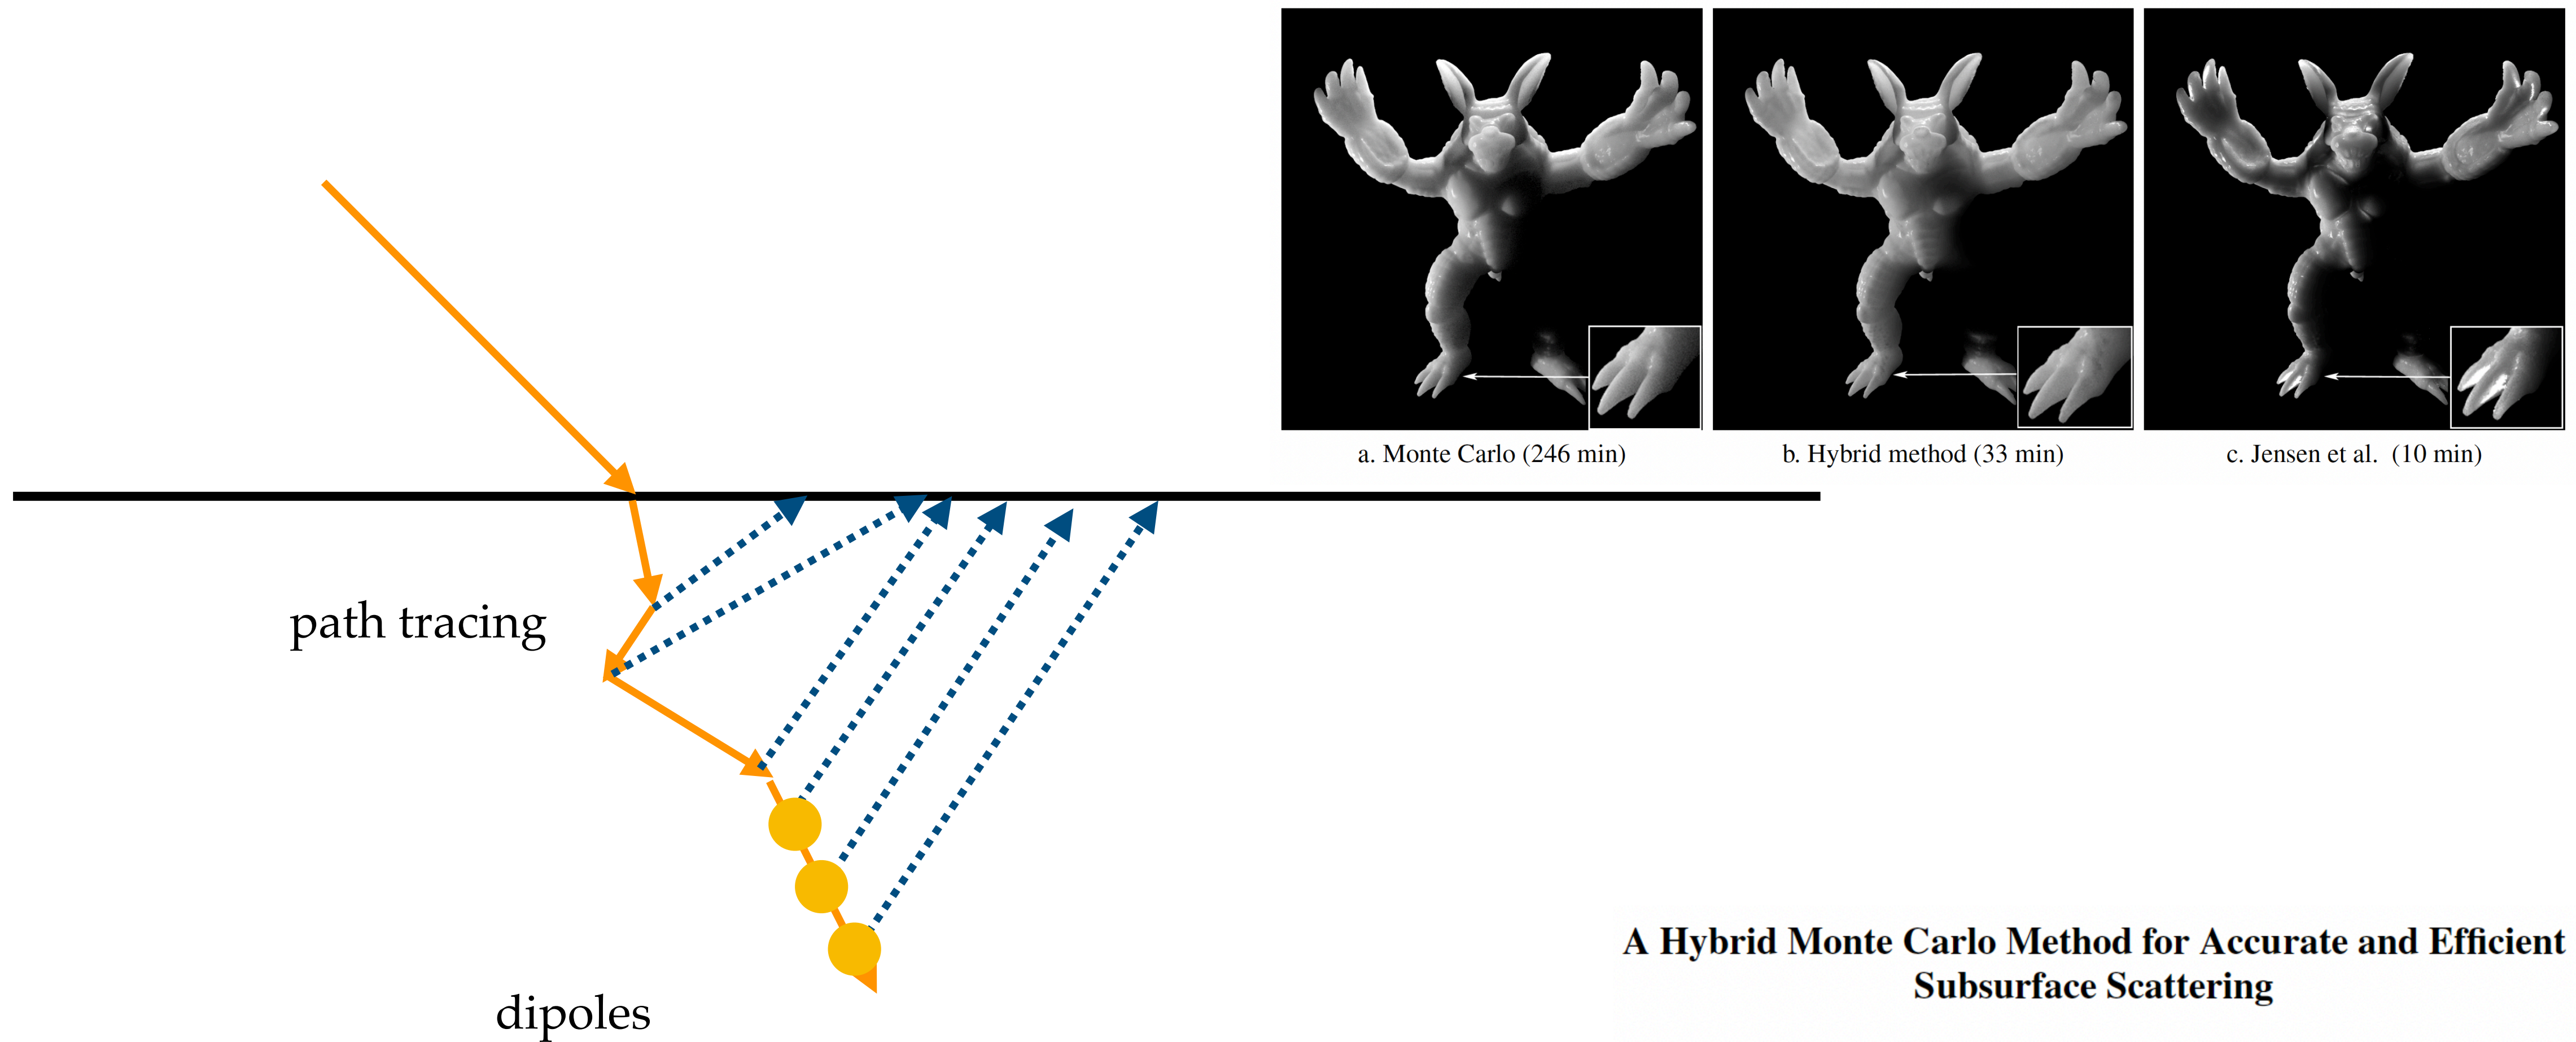 a. Monte Carlo (246 min)
b. Hybrid method (33 min)
c. Jensen et al. (10 min)
path tracing
dipoles
A Hybrid Monte Carlo Method for Accurate and Efficient
Subsurface Scattering